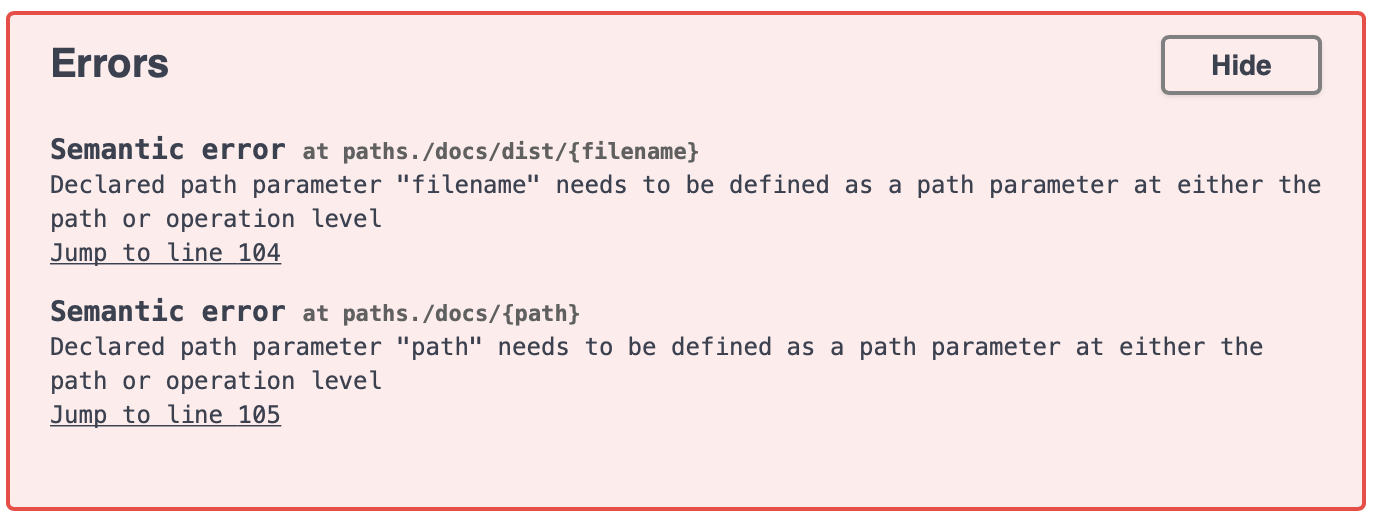 Errors
Hide
Semantic error at paths./docs/dist/{filename}
Declared path parameter "filename" needs to be defined as a path parameter at either the
path or operation level
Jump to line 104
Semantic error at paths./docs/{path}
Declared path parameter "path" needs to be defined as a path parameter at either the
path or operation level
Jump to line 105